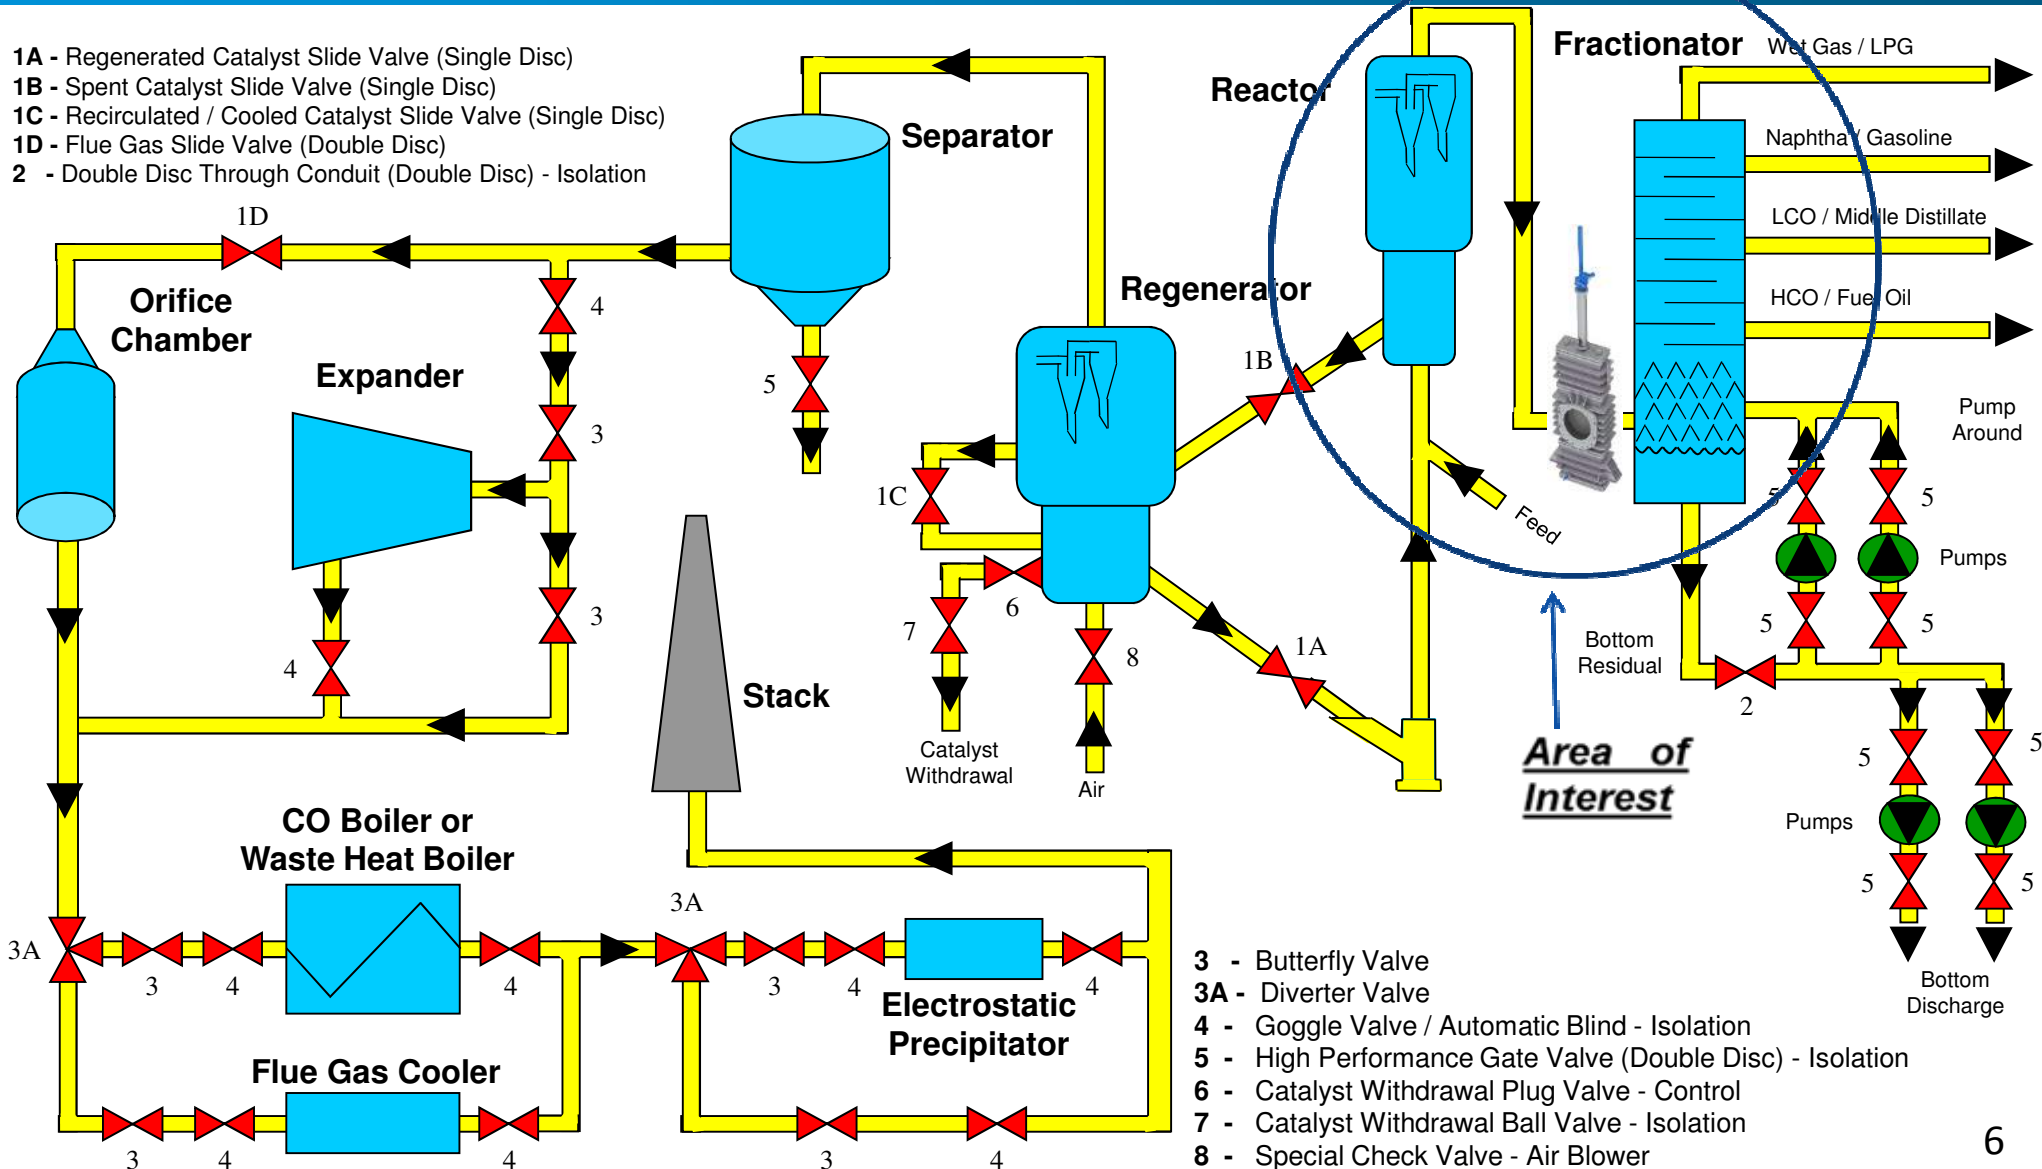 1A - Regenerated Catalyst Slide Valve (Single Disc)
1B - Spent Catalyst Slide Valve (Single Disc)
1C - Recirculated / Cooled Catalyst Slide Valve (Single Disc)
1D - Flue Gas Slide Valve (Double Disc)
2 - Double Disc Through Conduit (Double Disc) - Isolation
Separator
Reactor
Fractionator
Wet Gas / LPG
Naphtha / Gasoline
LCO / Middle Distillate
HCO / Fuel Oil
1D
Orifice
Chamber
4
Expander
3
5
Regenerator
1B
1C
Pump
Around
5
5
Feed
Pumps
3
6
7
8
1A
5
5
Bottom
Residual
4
Stack
2
Catalyst
Withdrawal
Air
Area of
Interest
5
5
Pumps
5
5
Bottom
Discharge
CO Boiler or
Waste Heat Boiler
3A
3
4
4
3A
3
4
4
Electrostatic
Precipitator
Flue Gas Cooler
3
4
4
3
4
3 - Butterfly Valve
3A - Diverter Valve
4 - Goggle Valve / Automatic Blind - Isolation
5 - High Performance Gate Valve (Double Disc) - Isolation
6 - Catalyst Withdrawal Plug Valve - Control
7 - Catalyst Withdrawal Ball Valve - Isolation
8 - Special Check Valve - Air Blower
6